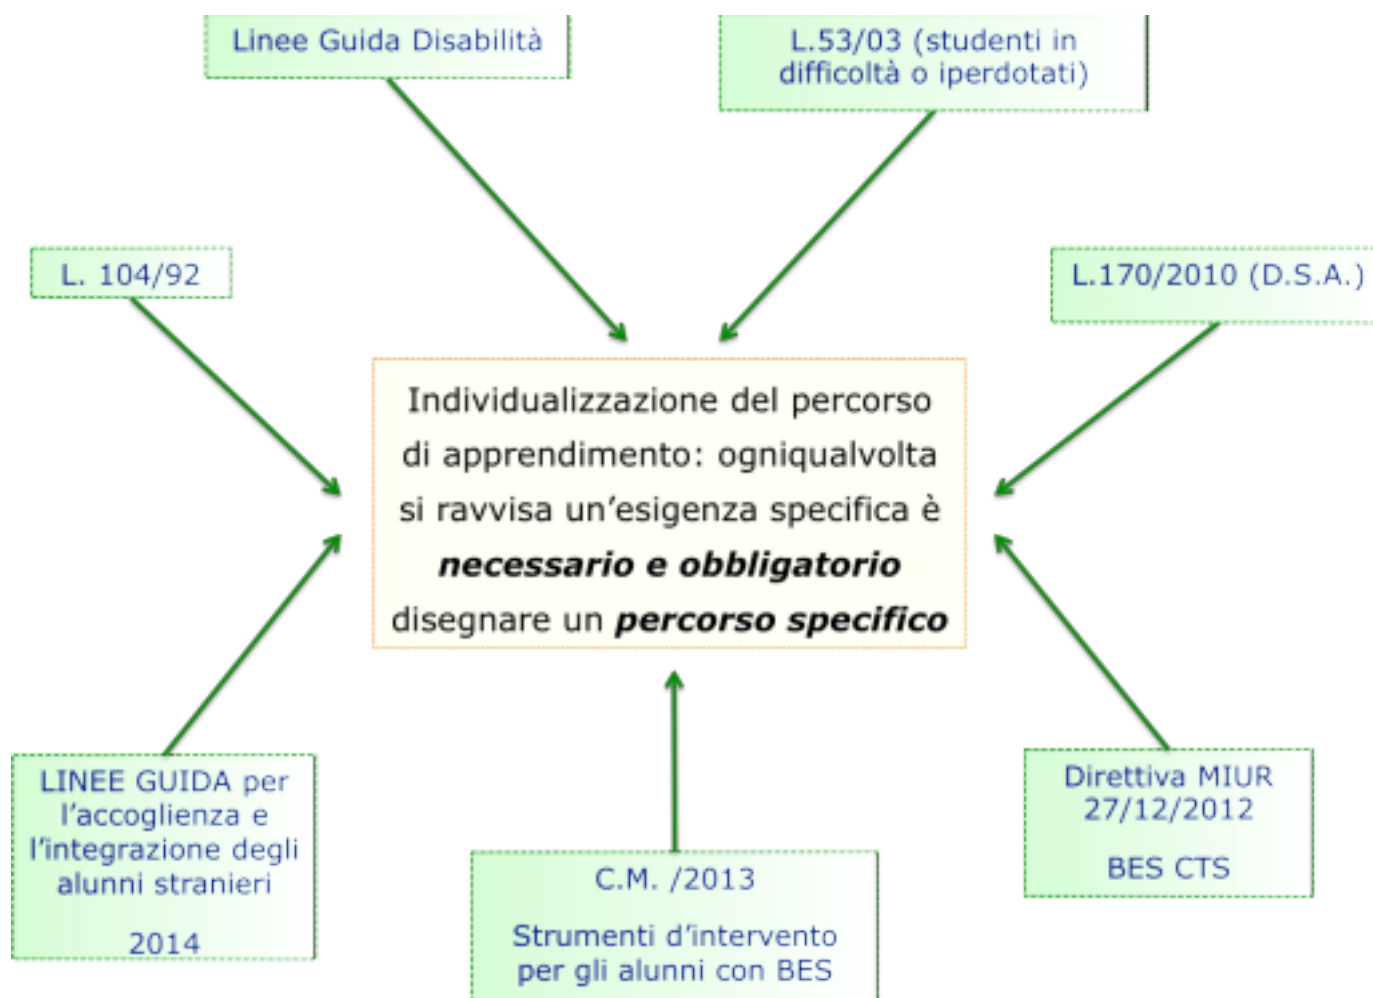 Linee Guida Disabilità
L.53/03 (studenti in
difficoltà o iperdotati)
L. 104/92
L.170/2010 (D.S.A.)
Individualizzazione del percorso
di apprendimento: ogniqualvolta
si ravvisa un’esigenza specifica è
necessario e obbligatorio
disegnare un percorso specifico
LINEE GUIDA per
l’accoglienza e
l’integrazione degli
alunni stranieri
2014
C.M. /2013
Strumenti d’intervento
per gli alunni con BES
Direttiva MIUR
27/12/2012
BES CTS